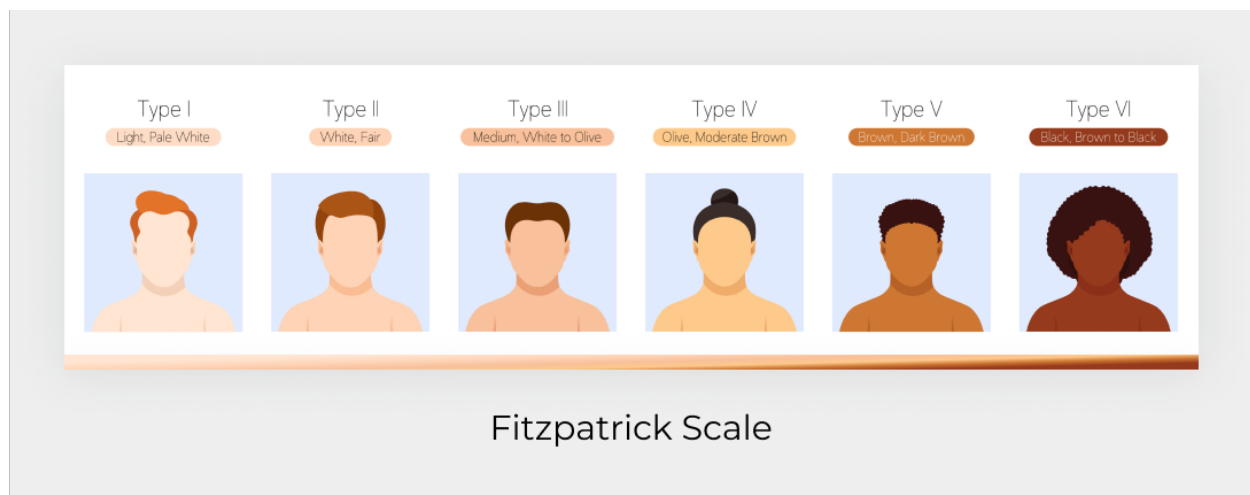 Type I
Light, Pale White
Type II
White, Fair
Type III
Medium, White to Olive
Type IV
Olive, Moderate Brown
Type V
Brown, Dark Brown
Type VI
Black, Brown to Black
Fitzpatrick Scale